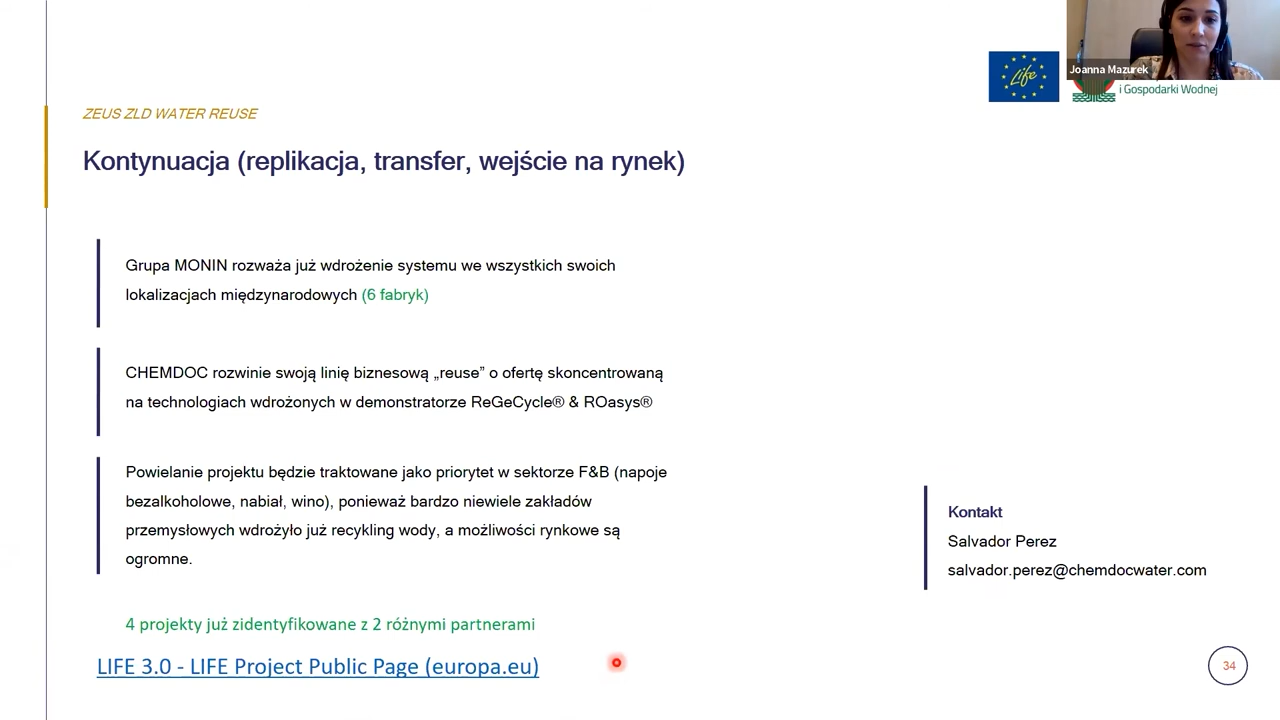 Joanna Mazurek
Life
i Gospodarki Wodnej
ZEUS ZLD WATER REUSE
Kontynuacja (replikacja, transfer, wejście na rynek)
Grupa MONIN rozważa już wdrożenie systemu we wszystkich swoich
lokalizacjach międzynarodowych (6 fabryk)
CHEMDOC rozwinie swoją linię biznesową „reuse” o ofertę skoncentrowaną
na technologiach wdrożonych w demonstratorze ReGeCycle® & ROasys®
Powielanie projektu będzie traktowane jako priorytet w sektorze F&B (napoje
bezalkoholowe, nabiał, wino), ponieważ bardzo niewiele zakładów
przemysłowych wdrożyło już recykling wody, a możliwości rynkowe są
ogromne.
4 projekty już zidentyfikowane z 2 różnymi partnerami
LIFE 3.0 - LIFE Project Public Page (europa.eu)
Kontakt
Salvador Perez
salvador.perez@chemdocwater.com
34